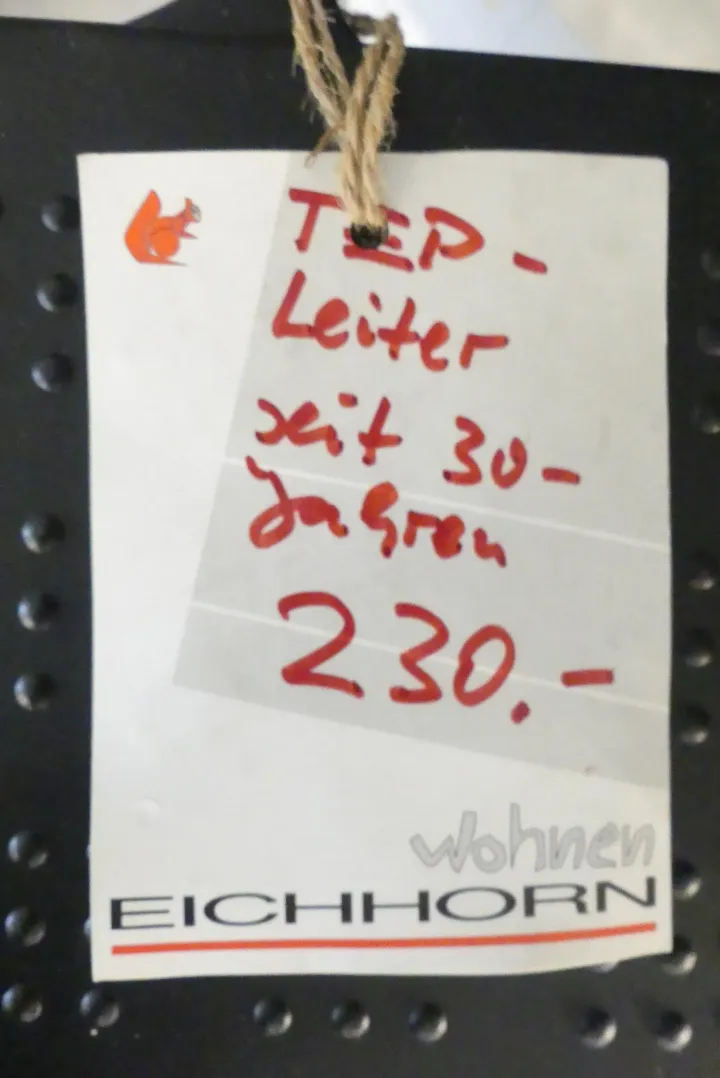 TEP-
Leiter
seit 30-
Jahren
230.-
wohnen
EICHHORN